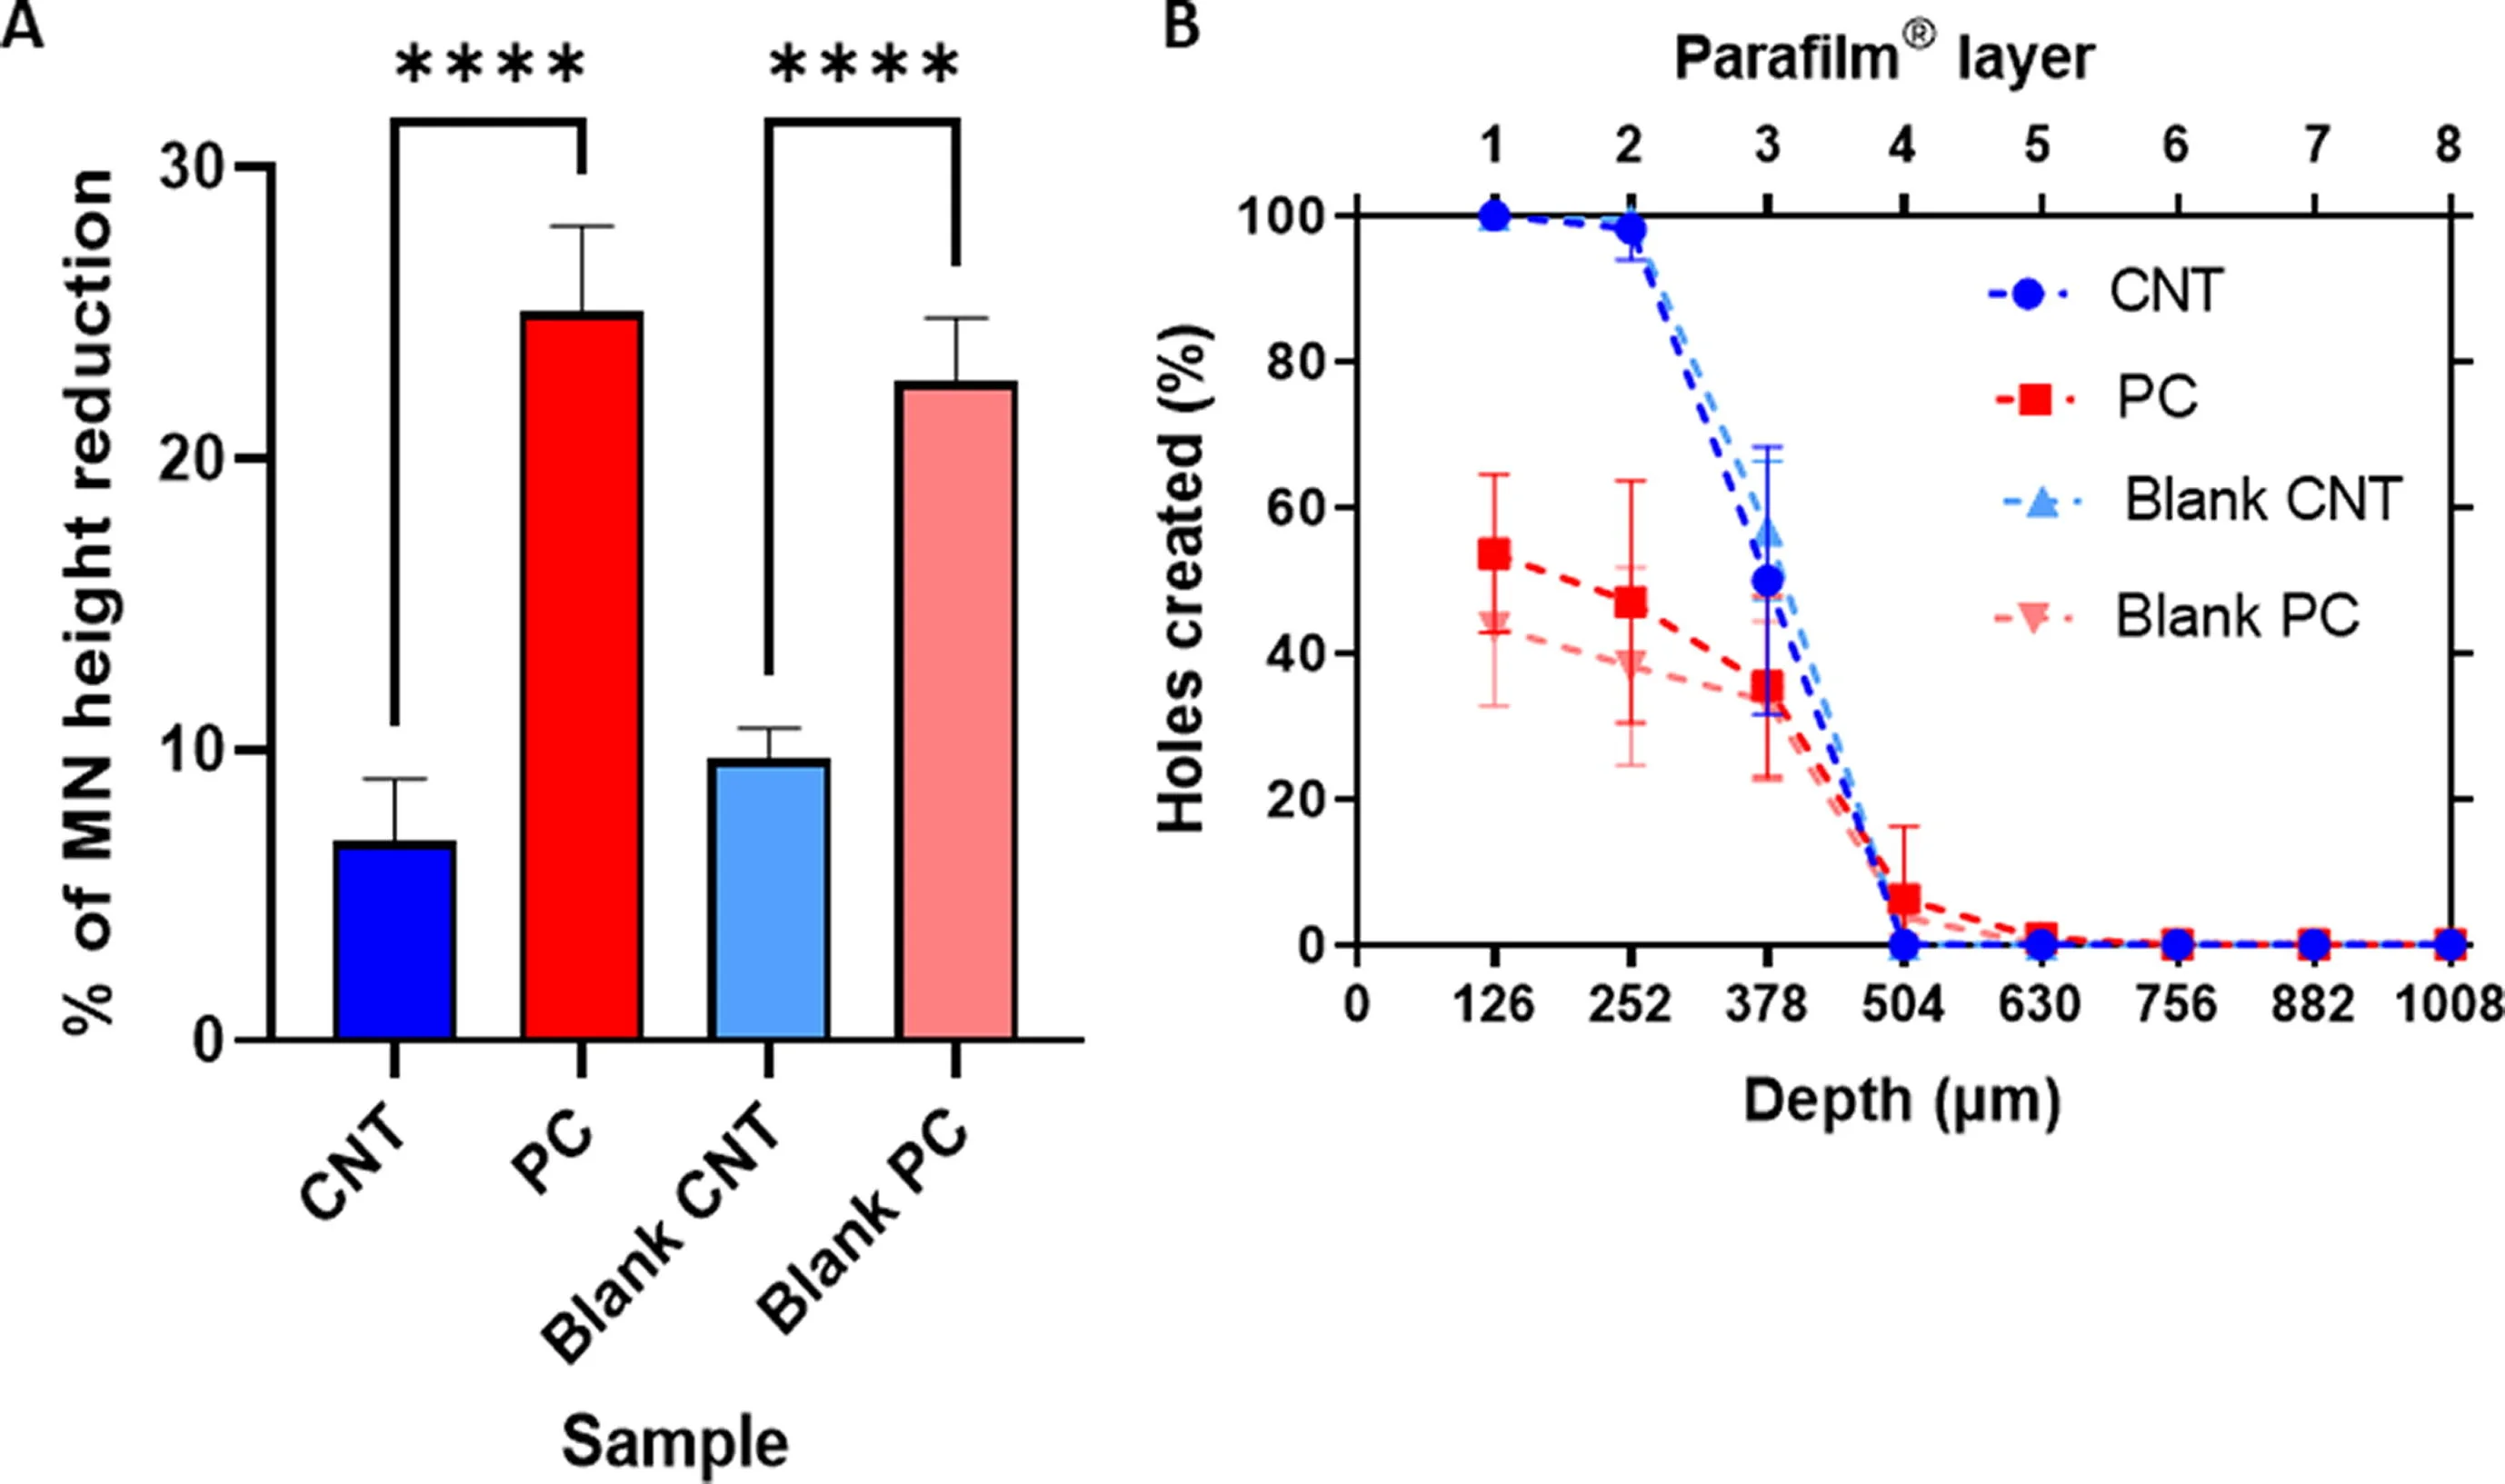 A
****
****
30
20
10
0
% of MN height reduction
CNT
PC
Blank CNT
Blank PC
Sample
B
Parafilm® layer
1 2 3 4 5 6 7 8
100
80
60
40
20
0
Holes created (%)
CNT
PC
Blank CNT
Blank PC
0 126 252 378 504 630 756 882 1008
Depth (µm)